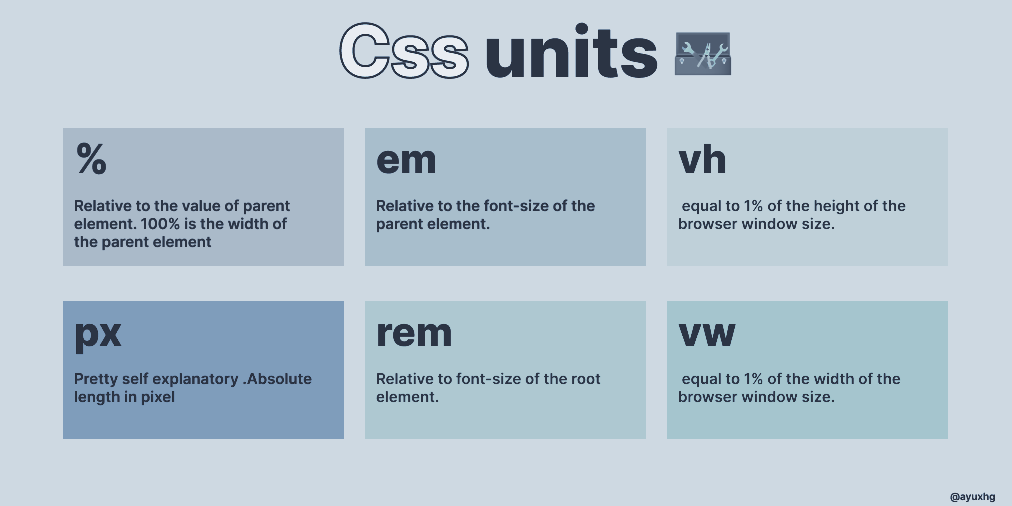 Css units
%
Relative to the value of parent
element. 100% is the width of
the parent element
em
Relative to the font-size of the
parent element.
vh
equal to 1% of the height of the
browser window size.
px
Pretty self explanatory .Absolute
length in pixel
rem
Relative to font-size of the root
element.
vw
equal to 1% of the width of the
browser window size.
@ayuxhg